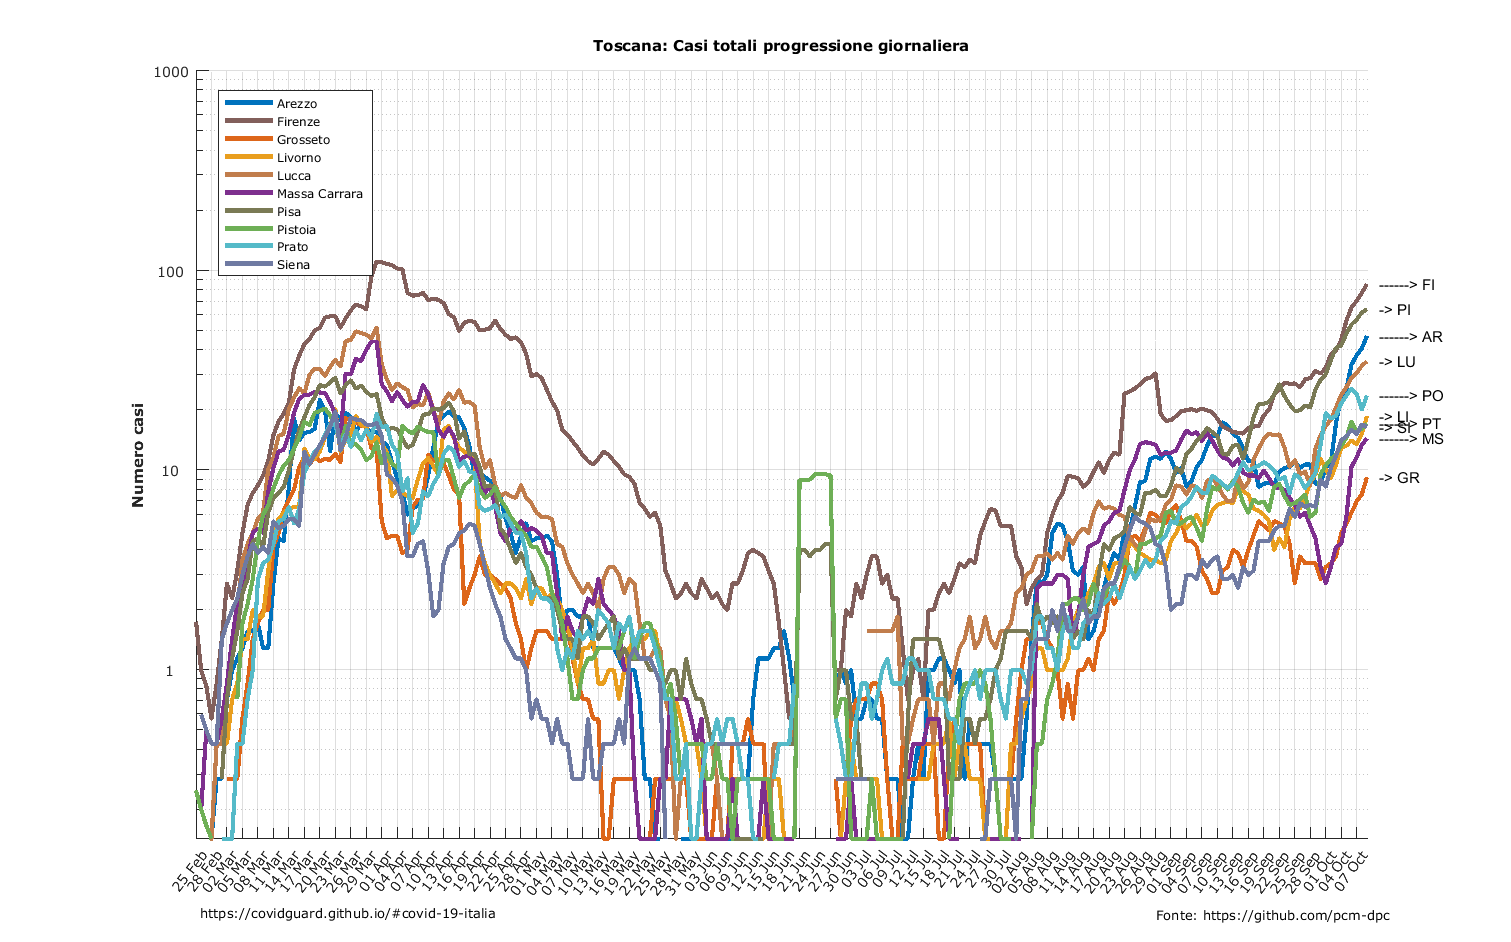 Toscana: Casi totali progressione giornaliera
1000
100
10
1
Numero casi
Arezzo
Firenze
Grosseto
Livorno
Lucca
Massa Carrara
Pisa
Pistoia
Prato
Siena
------> FI
-> PI
------> AR
-> LU
------> PO
-> LI
------> PT
-> SI
------> MS
-> GR
25 Feb
28 Feb
02 Mar
05 Mar
08 Mar
11 Mar
14 Mar
17 Mar
20 Mar
23 Mar
26 Mar
29 Mar
01 Apr
04 Apr
07 Apr
10 Apr
13 Apr
16 Apr
19 Apr
22 Apr
25 Apr
28 Apr
01 May
04 May
07 May
10 May
13 May
16 May
19 May
22 May
25 May
28 May
31 May
03 Jun
06 Jun
09 Jun
12 Jun
15 Jun
18 Jun
21 Jun
24 Jun
27 Jun
30 Jun
03 Jul
06 Jul
09 Jul
12 Jul
15 Jul
18 Jul
21 Jul
24 Jul
27 Jul
30 Jul
02 Aug
05 Aug
08 Aug
11 Aug
14 Aug
17 Aug
20 Aug
23 Aug
26 Aug
29 Aug
01 Sep
04 Sep
07 Sep
10 Sep
13 Sep
16 Sep
19 Sep
22 Sep
25 Sep
28 Sep
01 Oct
04 Oct
07 Oct
https://covidguard.github.io/#covid-19-italia
Fonte: https://github.com/pcm-dpc